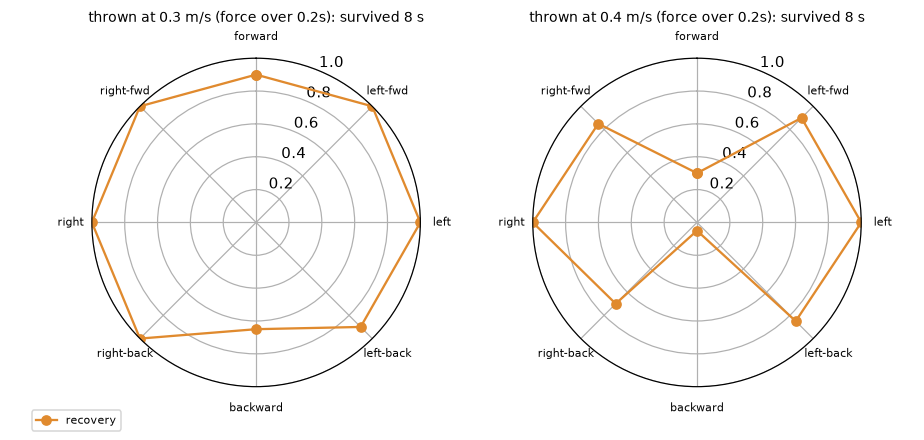 thrown at 0.3 m/s (force over 0.2s): survived 8 s
forward
1.0
right-fwd
0.8
left-fwd
0.6
0.4
0.2
right
left
right-back
left-back
backward
recovery
thrown at 0.4 m/s (force over 0.2s): survived 8 s
forward
1.0
right-fwd
0.8
left-fwd
0.6
0.4
0.2
right
left
right-back
left-back
backward